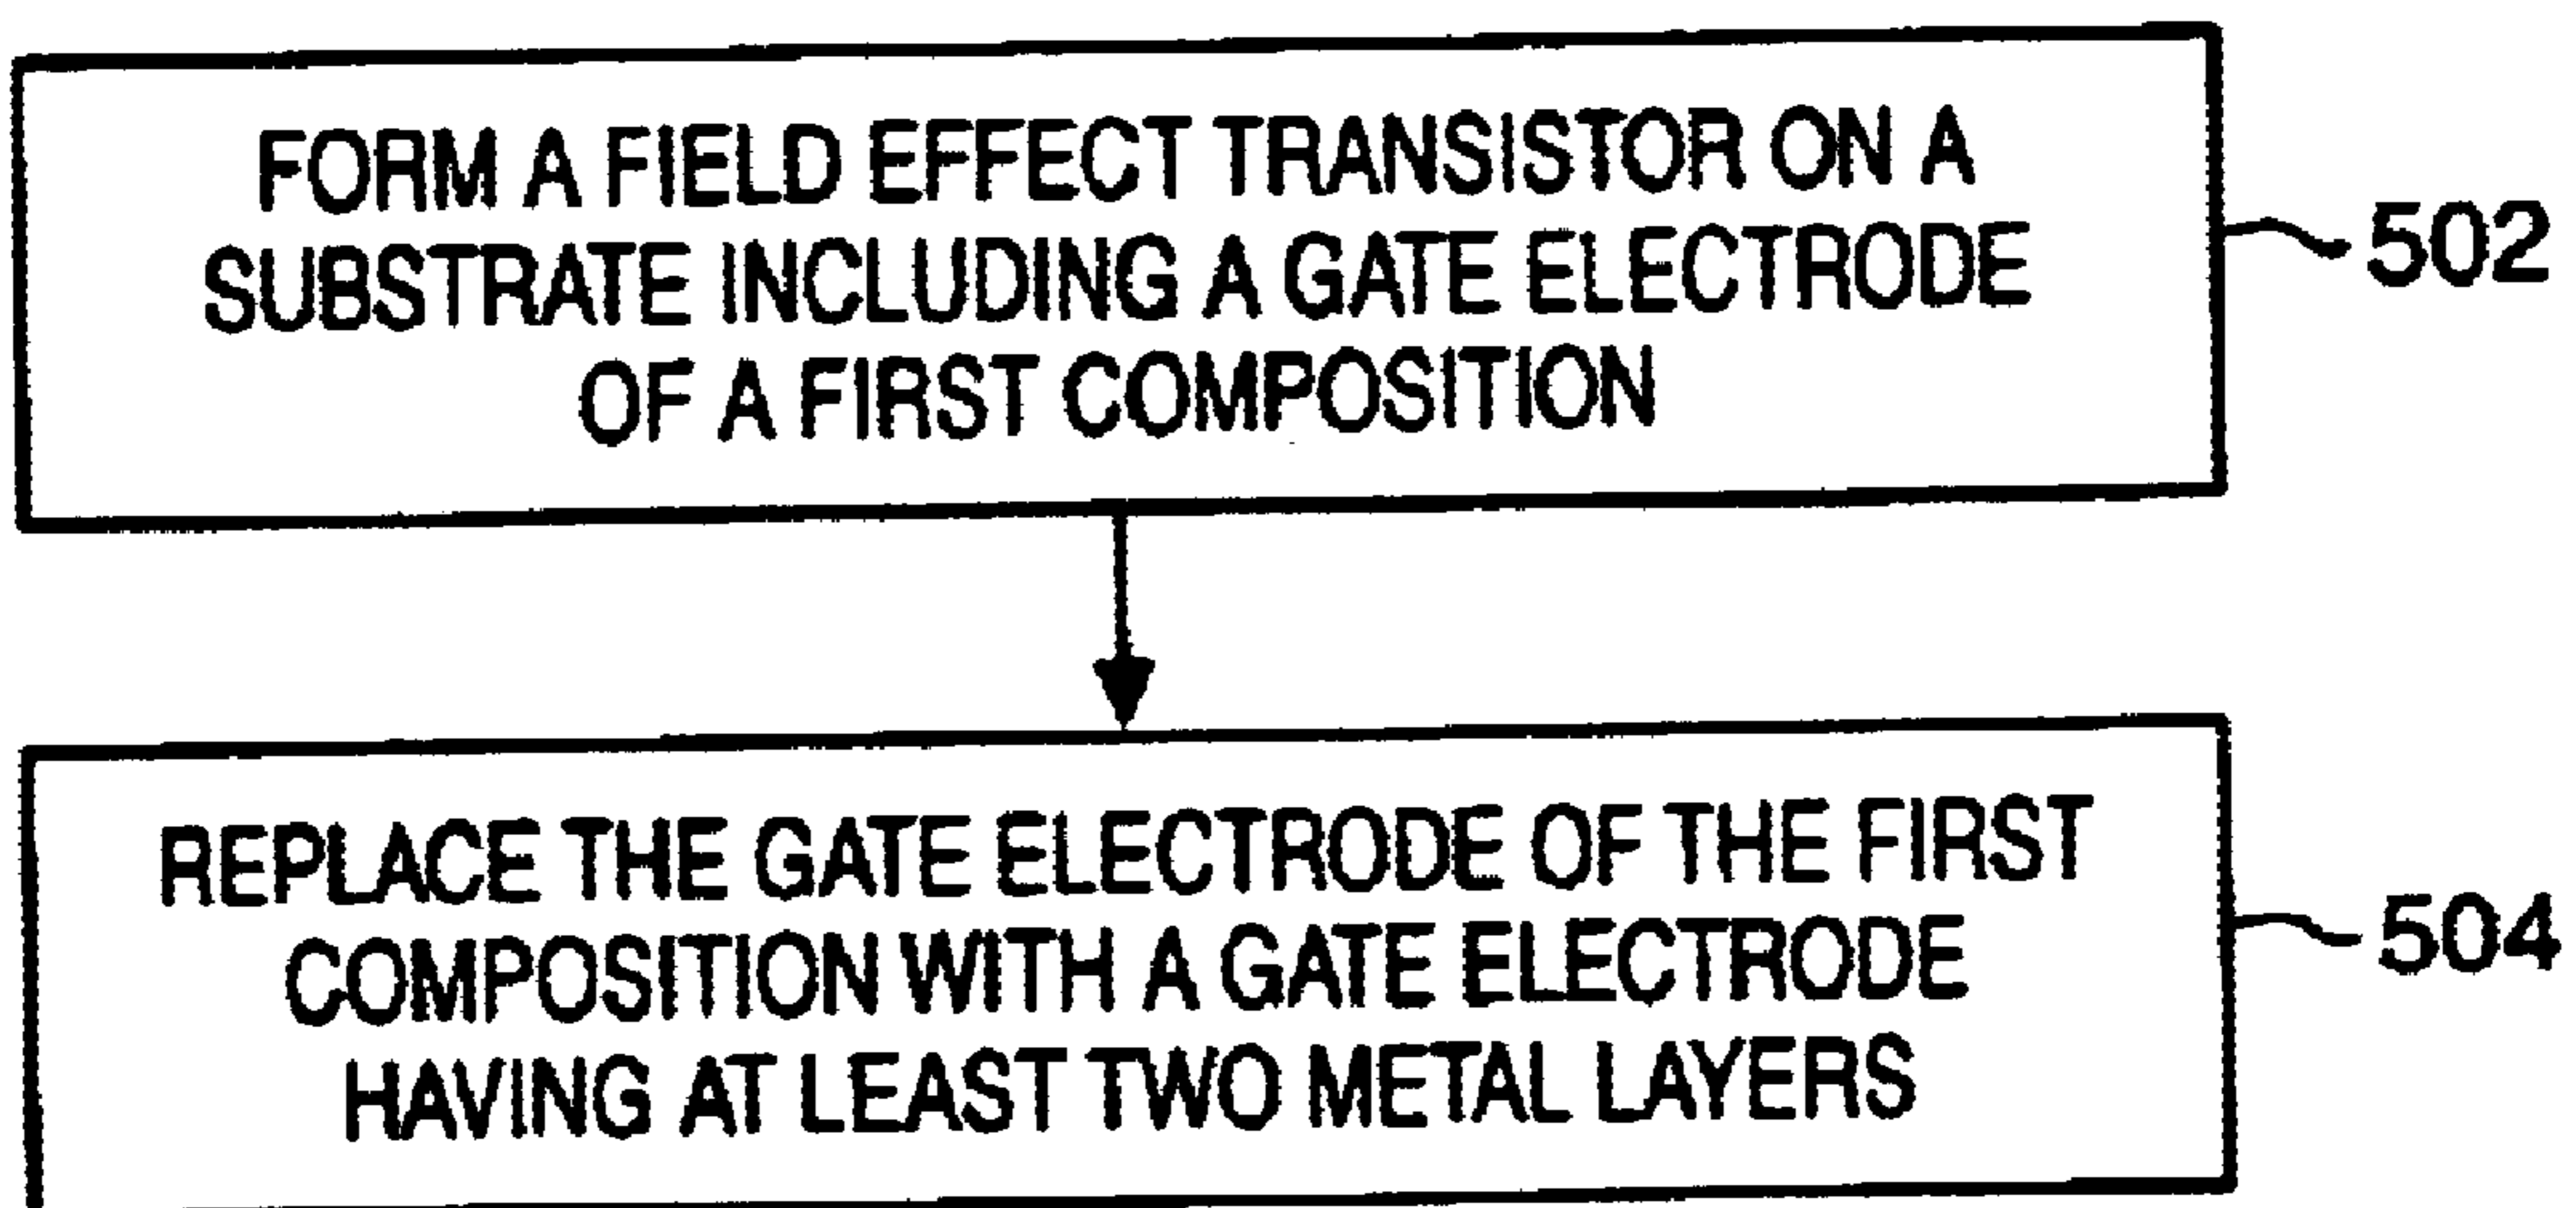 FORM A FIELD EFFECT TRANSISTOR ON A
SUBSTRATE INCLUDING A GATE ELECTRODE
OF A FIRST COMPOSITION
502
REPLACE THE GATE ELECTRODE OF THE FIRST
COMPOSITION WITH A GATE ELECTRODE
HAVING AT LEAST TWO METAL LAYERS
504